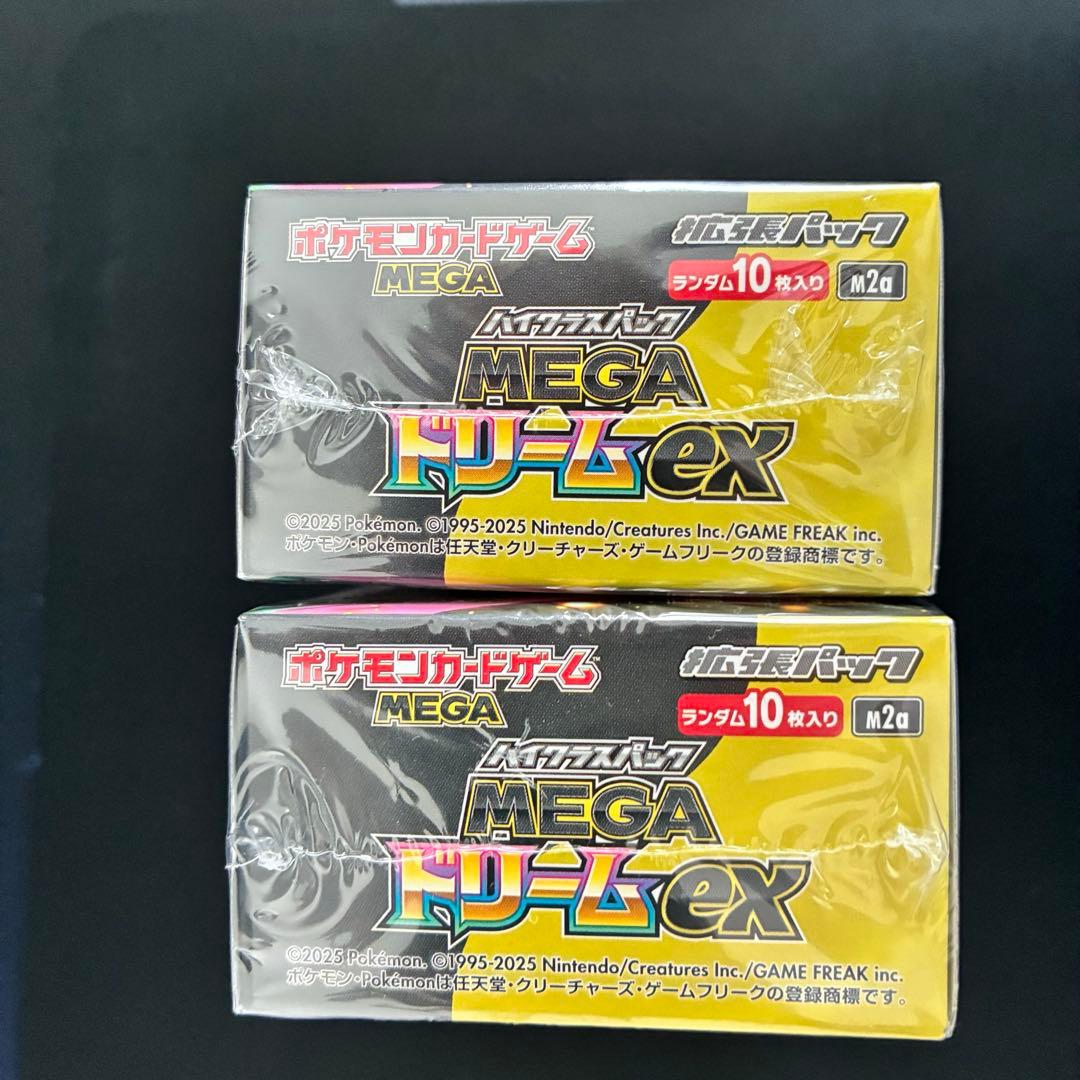 ポケモンカードゲーム™
MEGA
拡張パック
ランダム10枚入り M2a
ハイクラスパック
MEGA
ドリームex
©2025 Pokémon. ©1995-2025 Nintendo/Creatures Inc./GAME FREAK inc.
ポケモン・Pokémonは任天堂・クリーチャーズ・ゲームフリークの登録商標です。
ポケモンカードゲーム™
MEGA
拡張パック
ランダム10枚入り M2a
ハイクラスパック
MEGA
ドリームex
©2025 Pokémon. ©1995-2025 Nintendo/Creatures Inc./GAME FREAK inc.
ポケモン・Pokémonは任天堂・クリーチャーズ・ゲームフリークの登録商標です。